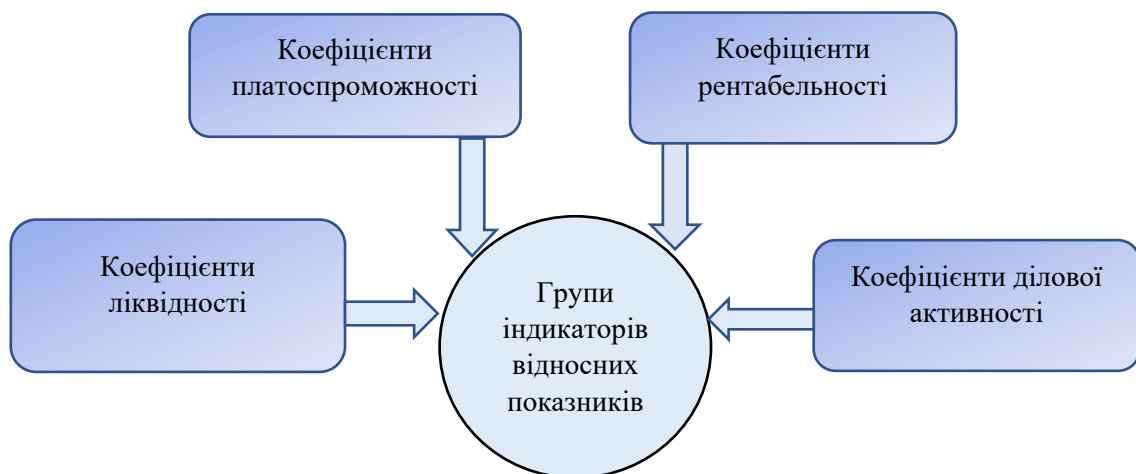 Коефіцієнти
платоспроможності
Коефіцієнти
рентабельності
Коефіцієнти
ліквідності
Групи
індикаторів
відносних
показників
Коефіцієнти ділової
активності